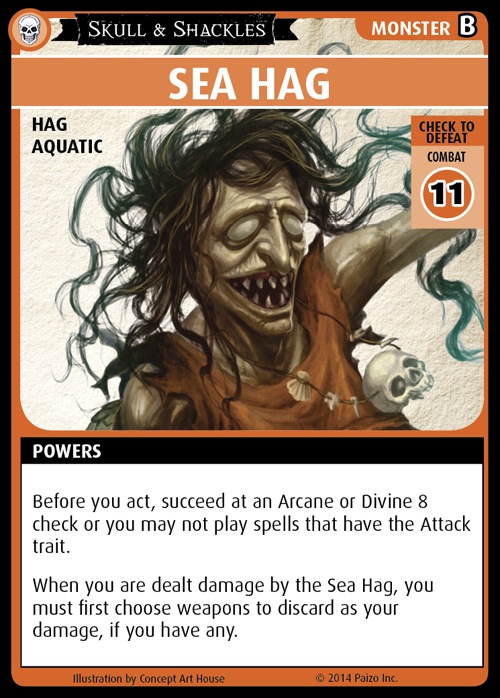 SKULL & SHACKLES
MONSTER B
SEA HAG
HAG
AQUATIC
CHECK TO
DEFEAT
COMBAT
11
POWERS
Before you act, succeed at an Arcane or Divine 8
check or you may not play spells that have the Attack
trait.
When you are dealt damage by the Sea Hag, you
must first choose weapons to discard as your
damage, if you have any.
Illustration by Concept Art House
© 2014 Paizo Inc.